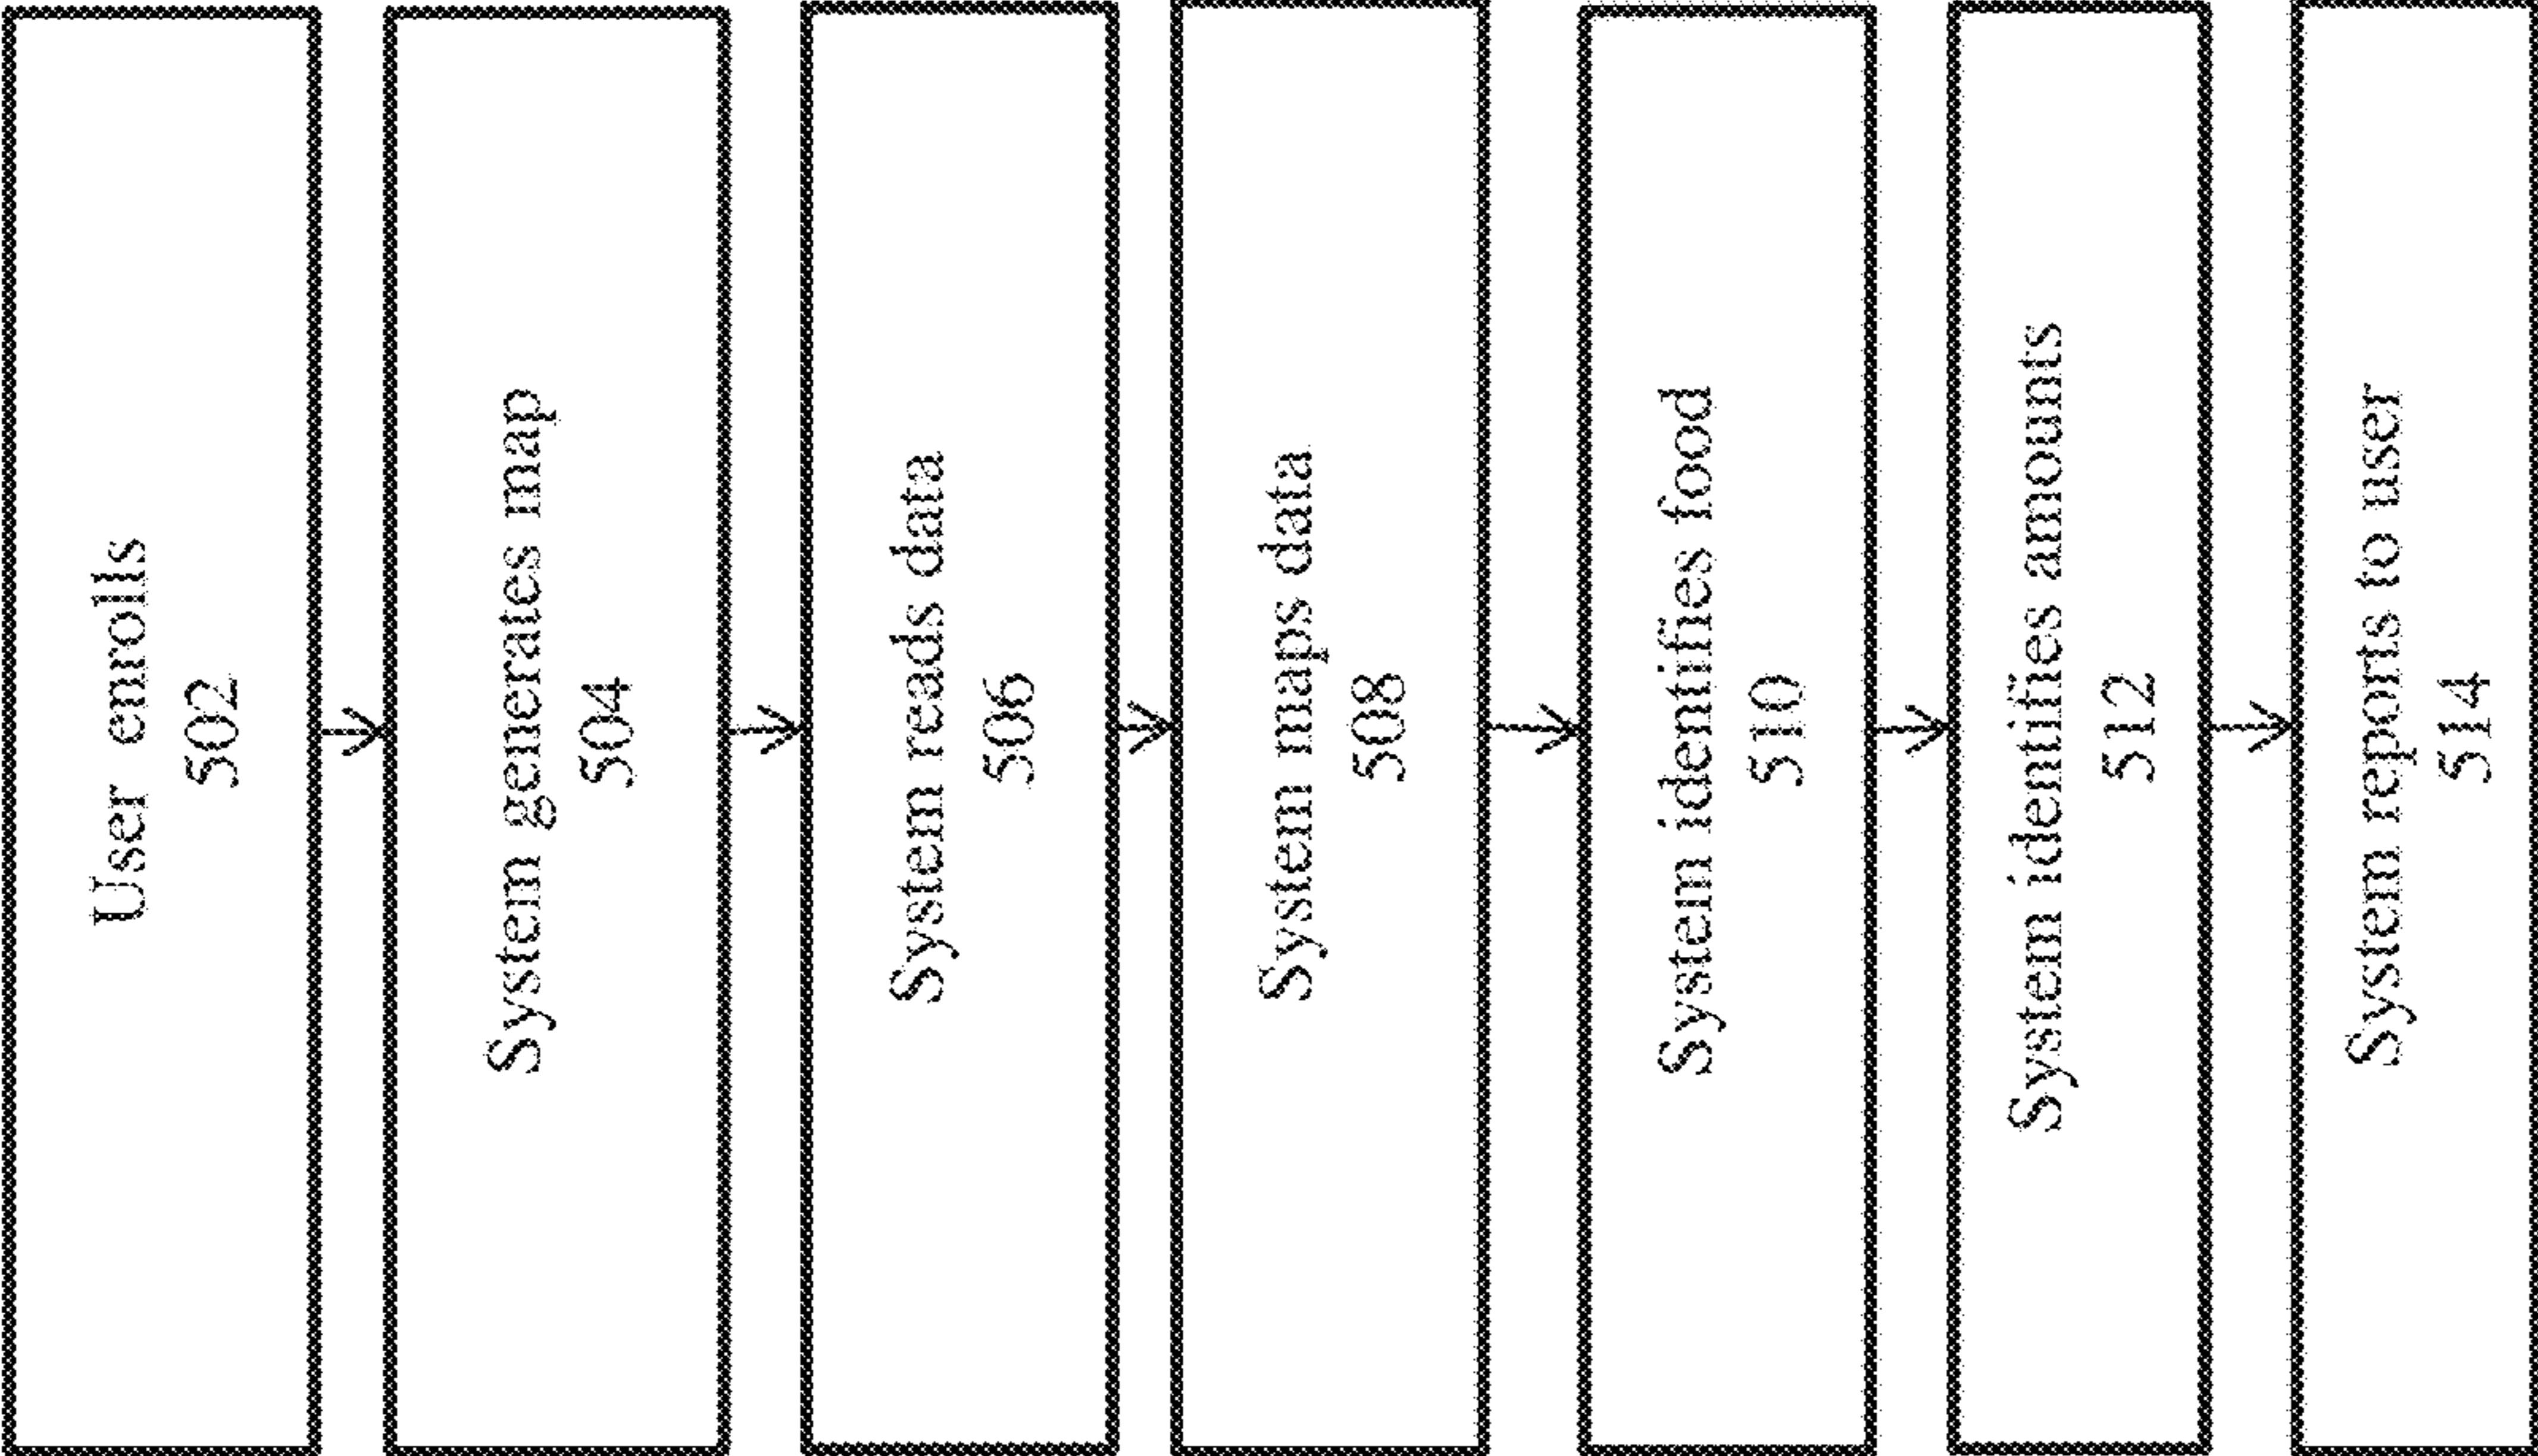 User enrolls
502
System generates map
504
System reads data
506
System maps data
508
System identifies food
510
System identifies amounts
512
System reports to user
514